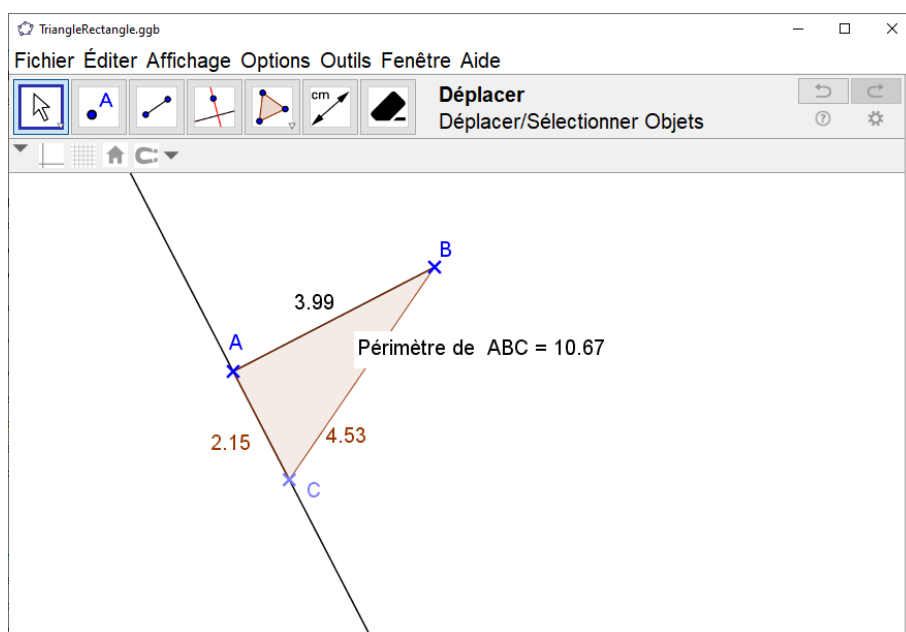 TriangleRectangle.ggb
Fichier Éditer Affichage Options Outils Fenêtre Aide
A
cm
Déplacer
Déplacer/Sélectionner Objets
B
3.99
A
Périmètre de ABC = 10.67
2.15
4.53
C